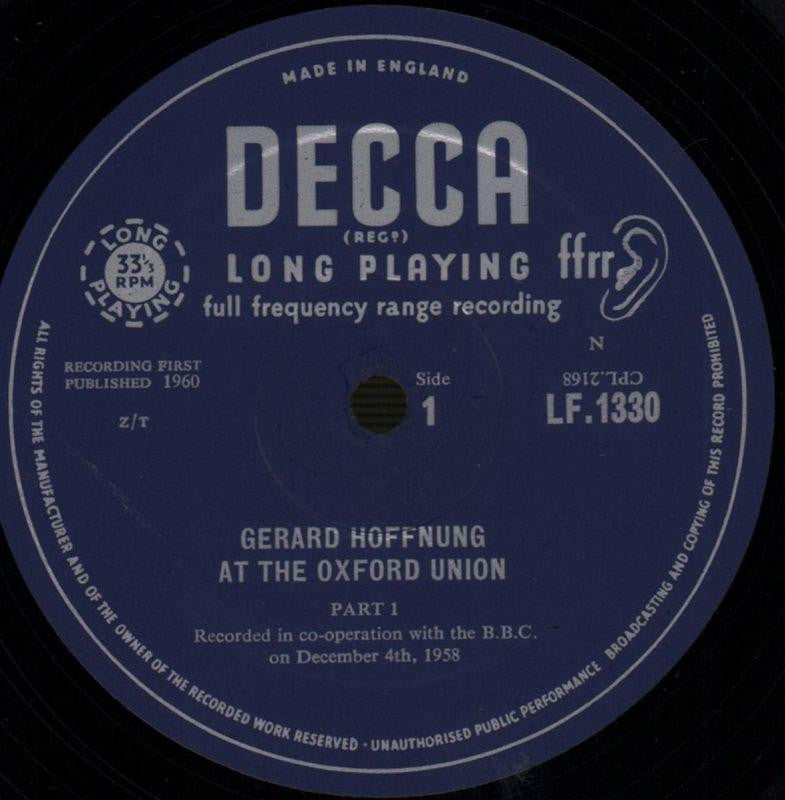 MADE IN ENGLAND
DECCA
(REGD)
LONG PLAYING
full frequency range recording
ffrr
LONG
33⅓
RPM
PLAYING
RECORDING FIRST
PUBLISHED 1960
Z/T
Side
1
N
CPL.2168
LF.1330
GERARD HOFFNUNG
AT THE OXFORD UNION
PART 1
Recorded in co-operation with the B.B.C.
on December 4th, 1958
ALL RIGHTS OF THE MANUFACTURER AND OF THE OWNER OF THE RECORDED WORK RESERVED · UNAUTHORISED PUBLIC PERFORMANCE BROADCASTING AND COPYING OF THIS RECORD PROHIBITED